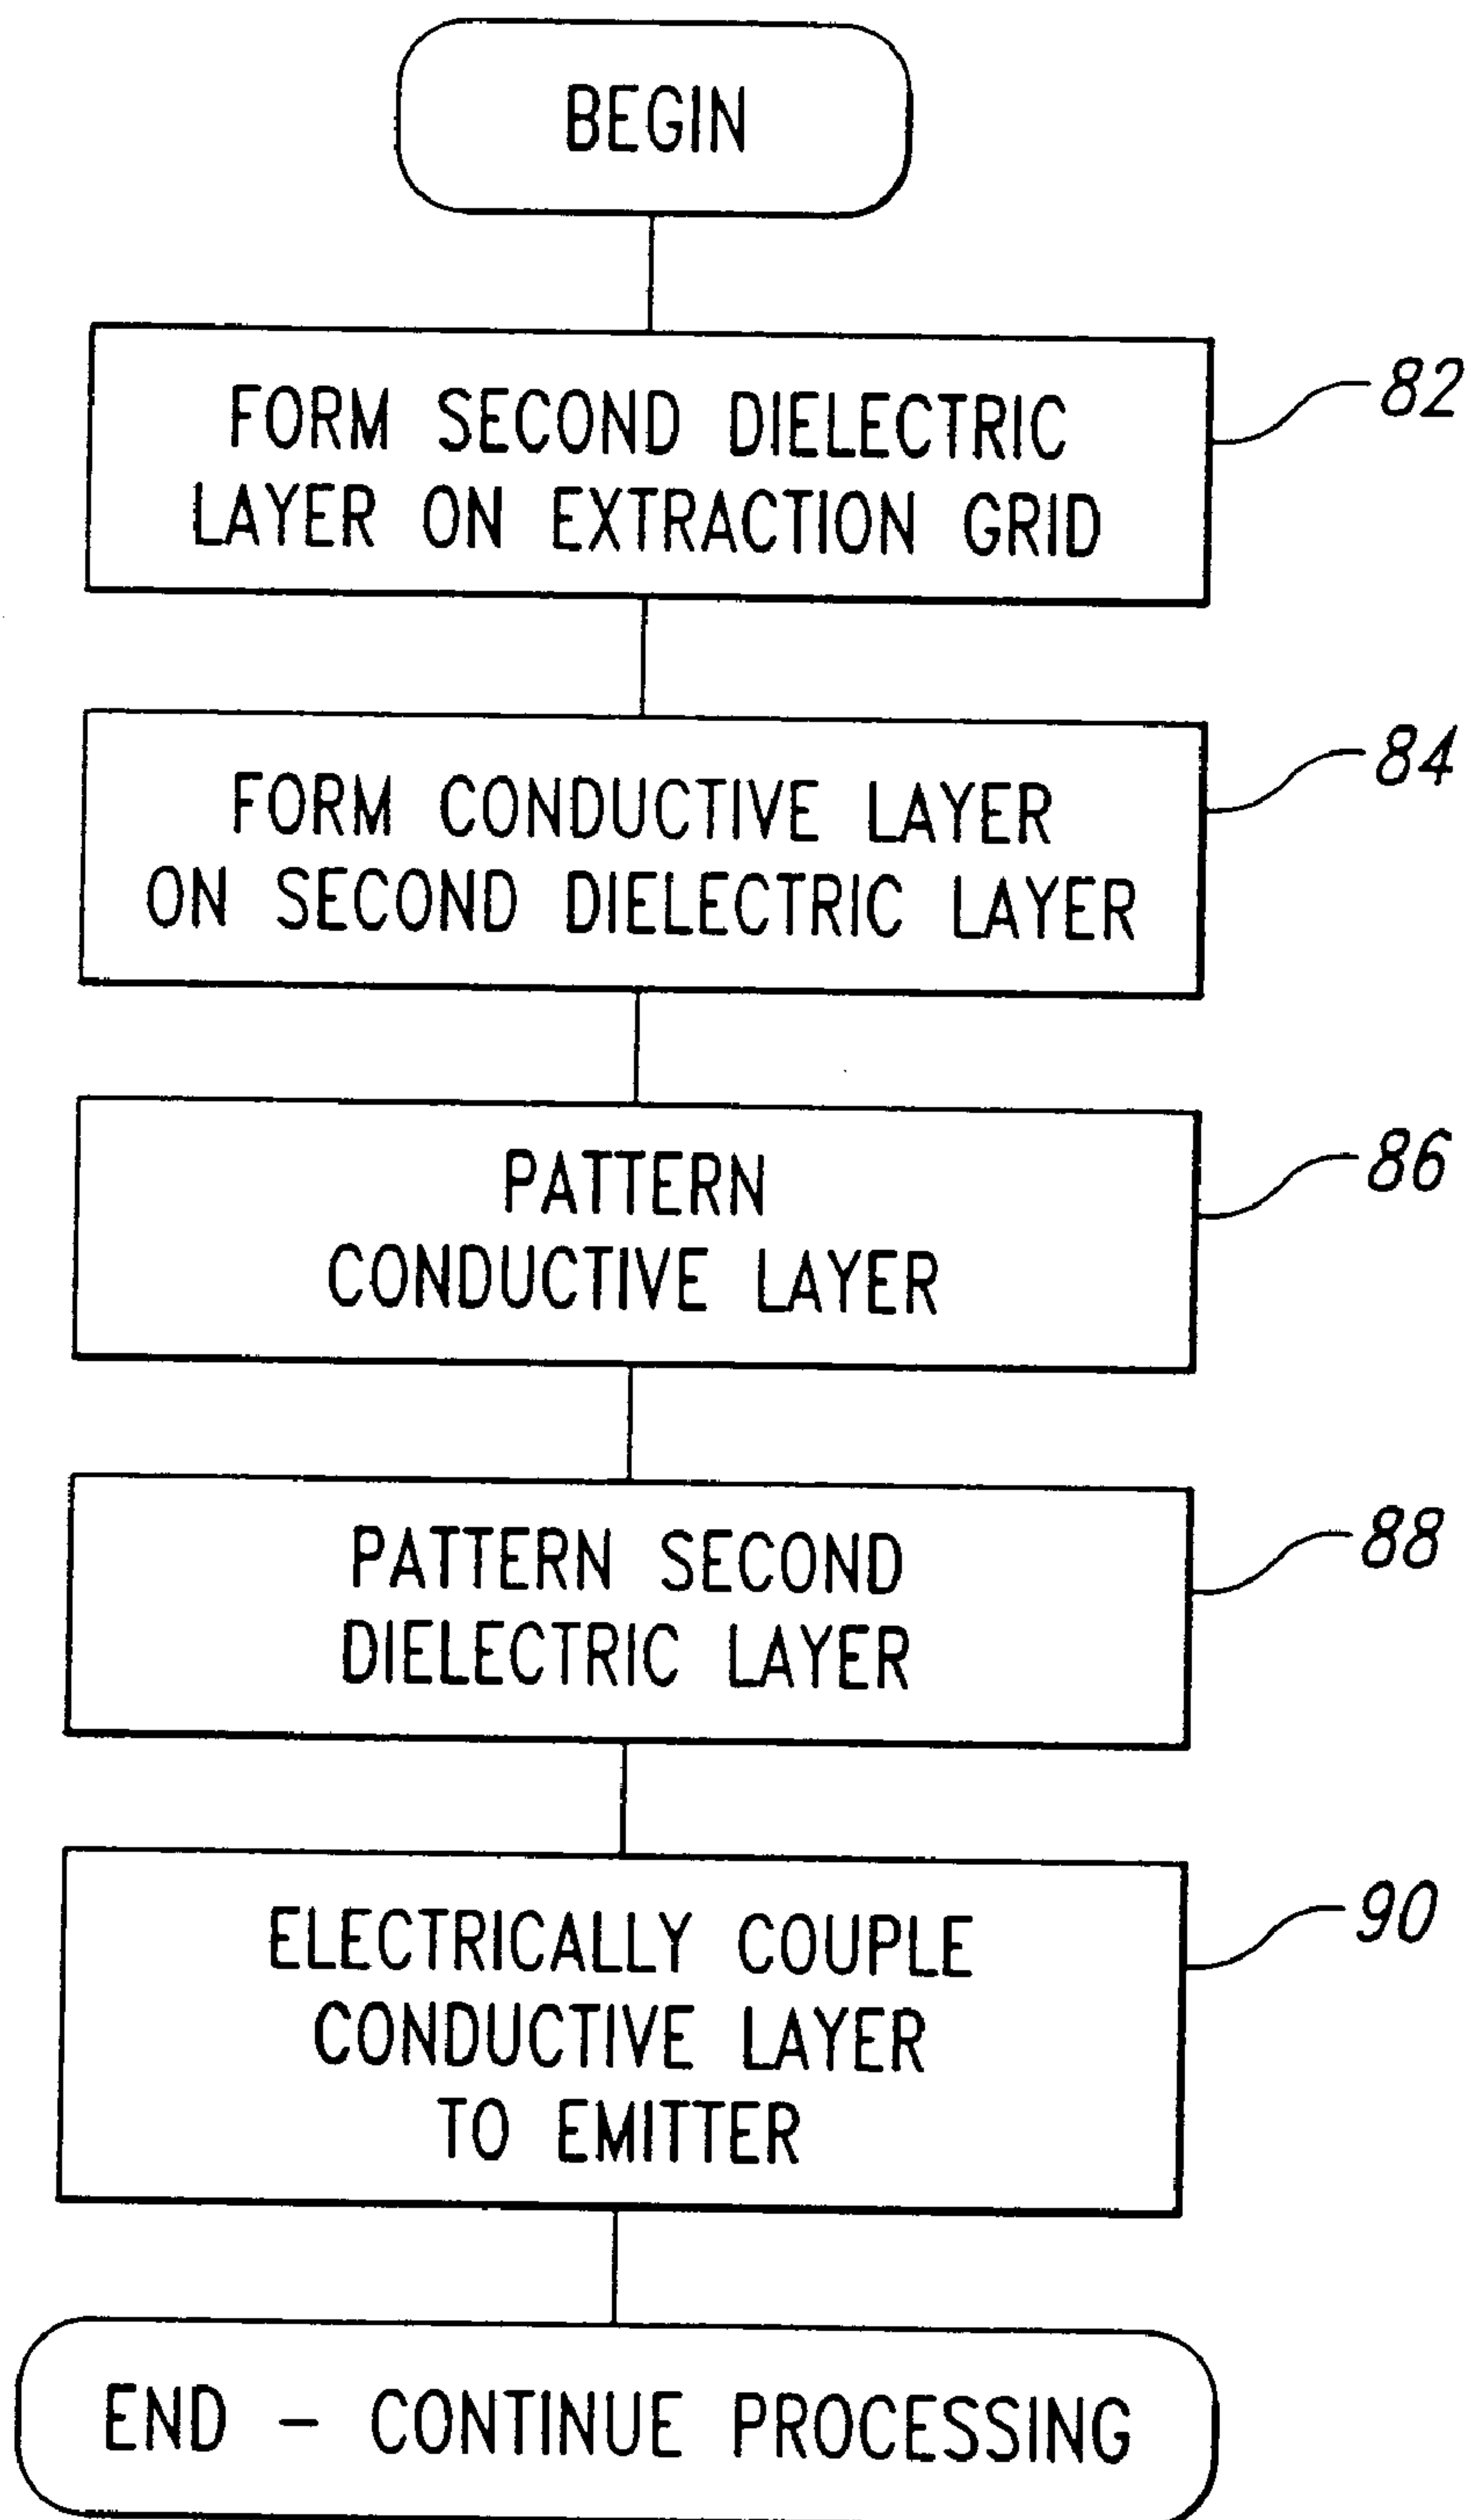 BEGIN
FORM SECOND DIELECTRIC
LAYER ON EXTRACTION GRID
82
FORM CONDUCTIVE LAYER
ON SECOND DIELECTRIC LAYER
84
PATTERN
CONDUCTIVE LAYER
86
PATTERN SECOND
DIELECTRIC LAYER
88
ELECTRICALLY COUPLE
CONDUCTIVE LAYER
TO EMITTER
90
END - CONTINUE PROCESSING